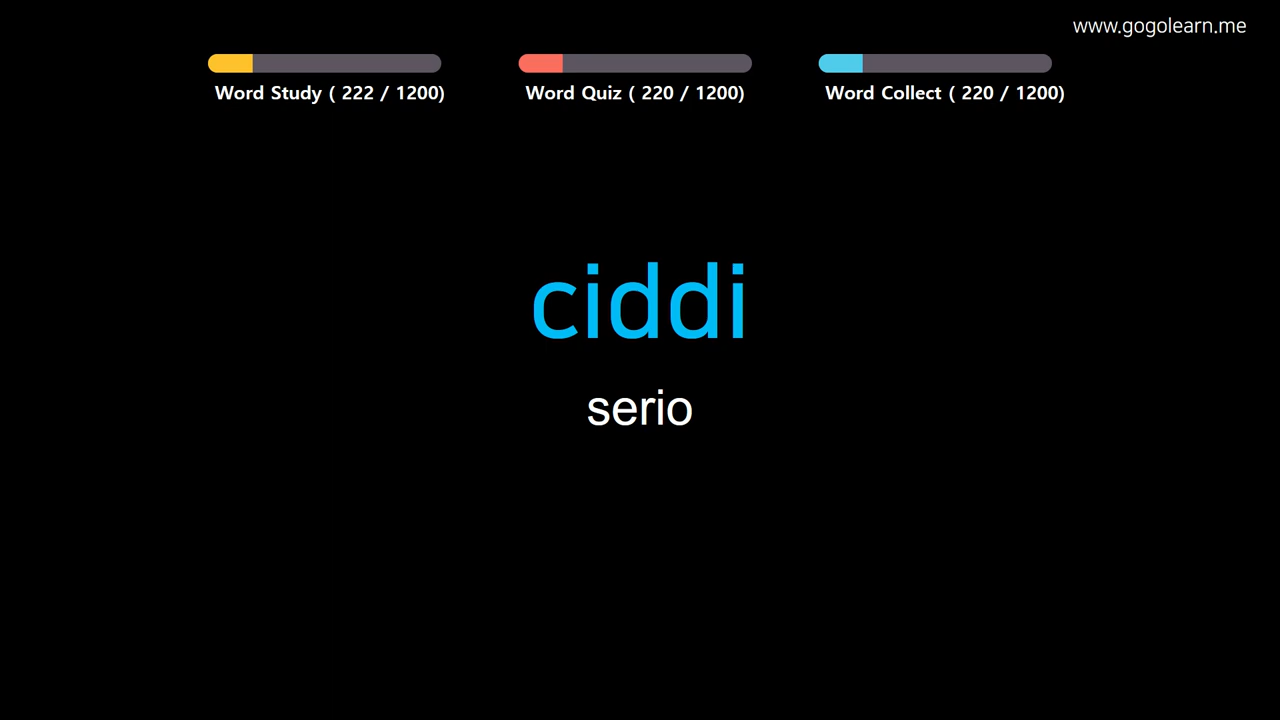 www.gogolearn.me
Word Study ( 222 / 1200)
Word Quiz ( 220 / 1200)
Word Collect ( 220 / 1200)
ciddi
serio